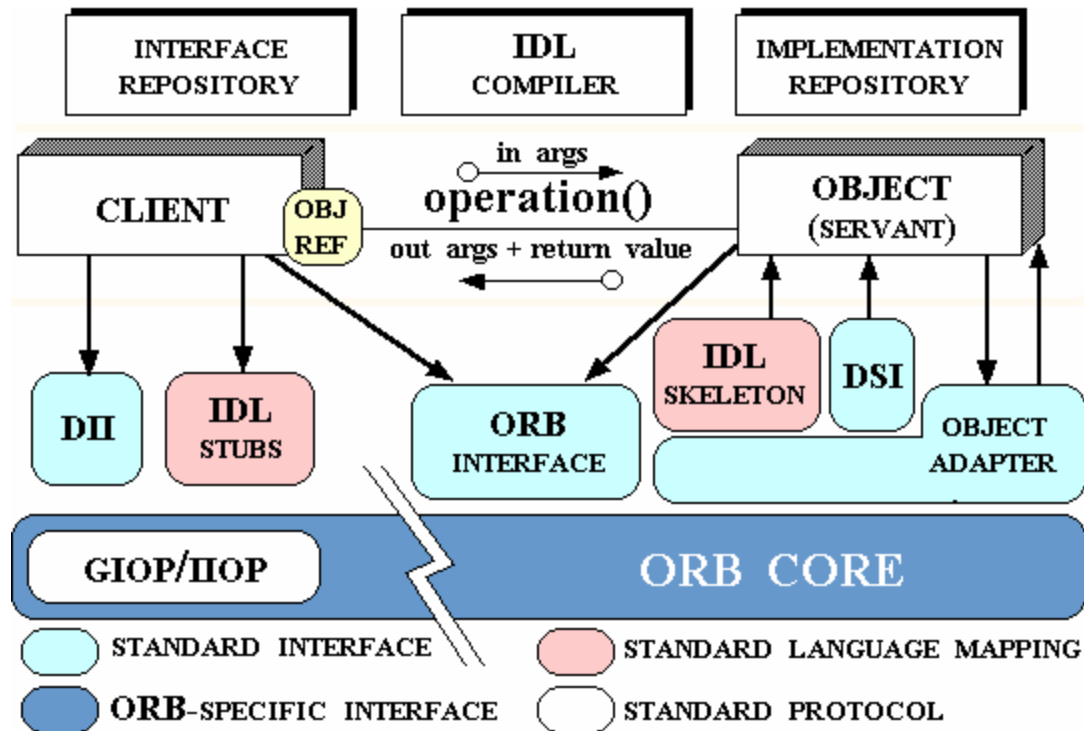 INTERFACE
REPOSITORY
IDL
COMPILER
IMPLEMENTATION
REPOSITORY
CLIENT
OBJ
REF
in args
operation()
out args + return value
OBJECT
(SERVANT)
DII
IDL
STUBS
ORB
INTERFACE
IDL
SKELETON
DSI
OBJECT
ADAPTER
GIOP/IIOP
ORB CORE
STANDARD INTERFACE
STANDARD LANGUAGE MAPPING
ORB-SPECIFIC INTERFACE
STANDARD PROTOCOL